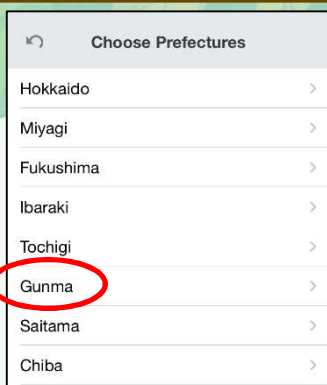 Choose Prefectures
Hokkaido
Miyagi
Fukushima
Ibaraki
Tochigi
Gunma
Saitama
Chiba